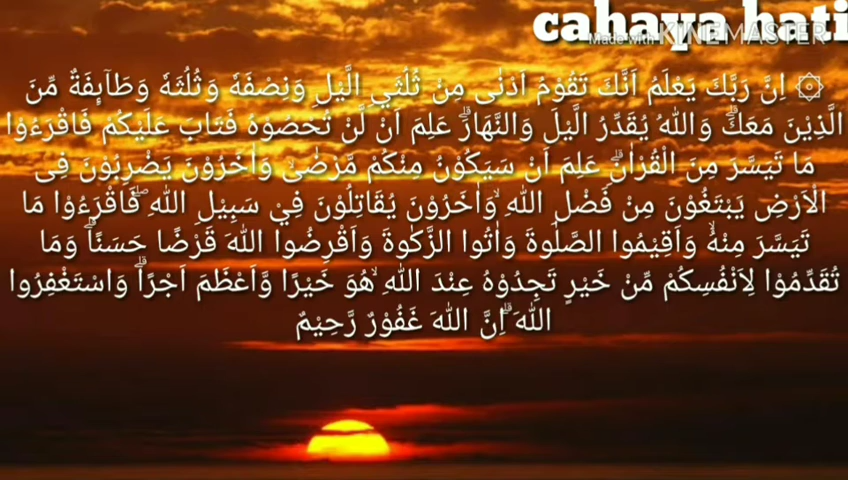 cahaya hati
Made with KINEMASTER
۞ اِنَّ رَبَّكَ يَعْلَمُ اَنَّكَ تَقُوْمُ اَدْنٰى مِنْ ثُلُثَيِ الَّيْلِ وَنِصْفَهٗ وَثُلُثَهٗ وَطَاۤىِٕفَةٌ مِّنَ
الَّذِيْنَ مَعَكَۗ وَاللّٰهُ يُقَدِّرُ الَّيْلَ وَالنَّهَارَۗ عَلِمَ اَنْ لَّنْ تُحْصُوْهُ فَتَابَ عَلَيْكُمْ فَاقْرَءُوْا
مَا تَيَسَّرَ مِنَ الْقُرْاٰنِۗ عَلِمَ اَنْ سَيَكُوْنُ مِنْكُمْ مَّرْضٰىۙ وَاٰخَرُوْنَ يَضْرِبُوْنَ فِى
الْاَرْضِ يَبْتَغُوْنَ مِنْ فَضْلِ اللّٰهِ ۙوَاٰخَرُوْنَ يُقَاتِلُوْنَ فِيْ سَبِيْلِ اللّٰهِ ۖفَاقْرَءُوْا مَا
تَيَسَّرَ مِنْهُۙ وَاَقِيْمُوا الصَّلٰوةَ وَاٰتُوا الزَّكٰوةَ وَاَقْرِضُوا اللّٰهَ قَرْضًا حَسَنًاۗ وَمَا
تُقَدِّمُوْا لِاَنْفُسِكُمْ مِّنْ خَيْرٍ تَجِدُوْهُ عِنْدَ اللّٰهِ ۙهُوَ خَيْرًا وَّاَعْظَمَ اَجْرًاۗ وَاسْتَغْفِرُوا
اللّٰهَ ۗاِنَّ اللّٰهَ غَفُوْرٌ رَّحِيْمٌ